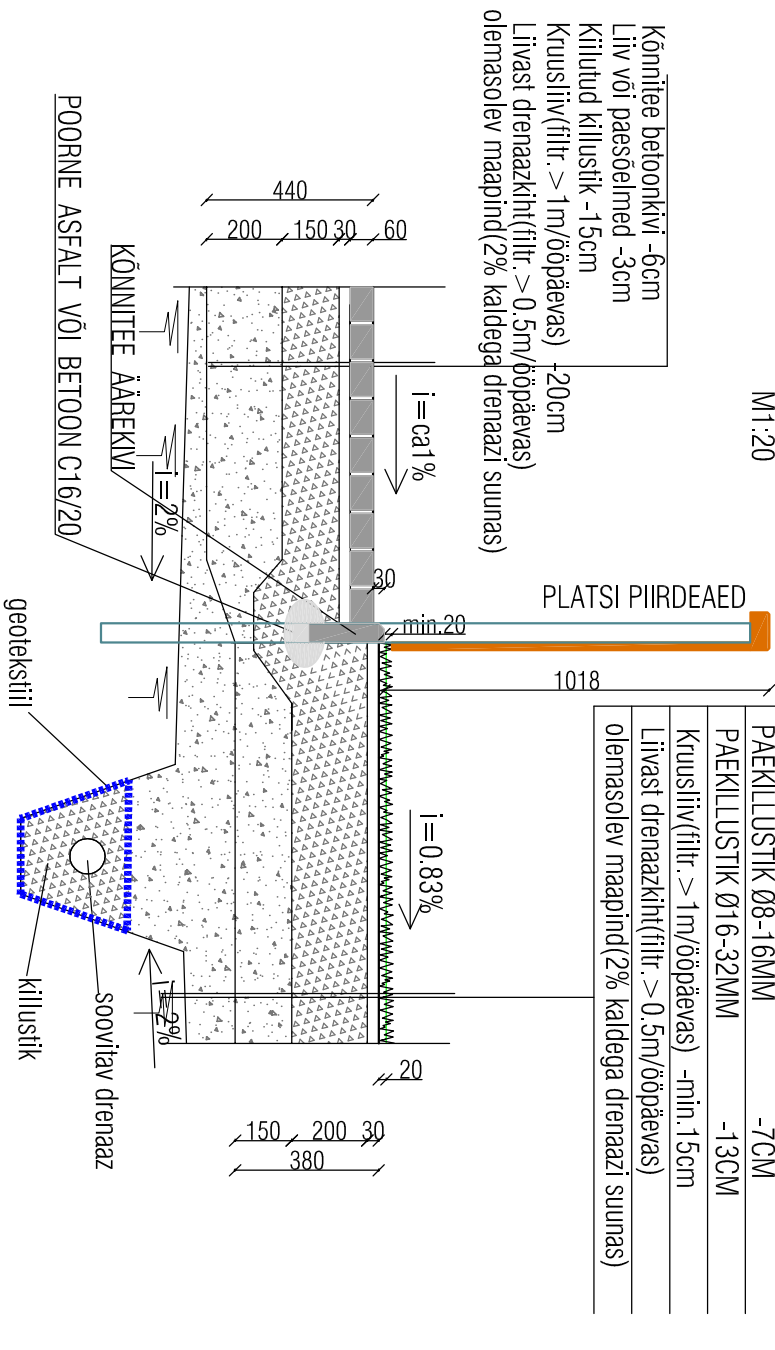 M1:20
Kõnnitee betoonkivi -6cm
Liiv või paesõelmed -3cm
Kiilutud killustik -15cm
Kruusliiv(filtr.>1m/ööpäevas) -20cm
Liivast drenaazkiht(filtr.>0.5m/ööpäevas)
olemasolev maapind(2% kaldega drenaazi suunas)
PLATSI PIIRDEAED
PAEKILLUSTIK Ø8-16MM -7CM
PAEKILLUSTIK Ø16-32MM -13CM
Kruusliiv(filtr.>1m/ööpäevas) -min.15cm
Liivast drenaazkiht(filtr.>0.5m/ööpäevas)
olemasolev maapind(2% kaldega drenaazi suunas)
1018
min.20
30
i=ca1%
i=0.83%
440
60
30
150
200
20
30
200
150
380
i=2%
i=2%
KÕNNITEE ÄÄREKIVI
POORNE ASFALT VÕI BETOON C16/20
geotekstiil
soovitav drenaaz
killustik